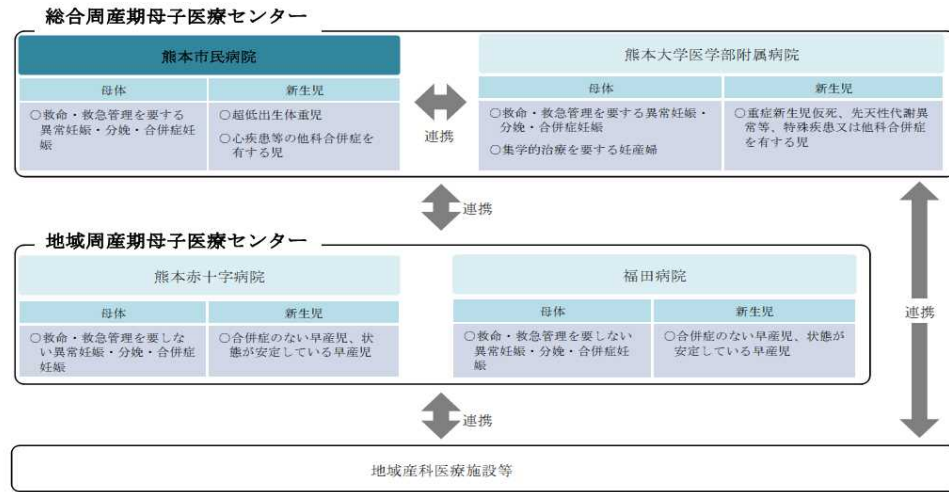 総合周産期母子医療センター
熊本市民病院
母体
新生児
○救命・救急管理を要する
異常妊娠・分娩・合併症妊
娠
○超低出生体重児
○心疾患等の他科合併症を
有する児
連携
熊本大学医学部附属病院
母体
新生児
○救命・救急管理を要する異常妊娠・
分娩・合併症妊娠
○集学的治療を要する妊産婦
○重症新生児仮死、先天性代謝異
常等、特殊疾患又は他科合併症
を有する児
連携
地域周産期母子医療センター
熊本赤十字病院
母体
新生児
○救命・救急管理を要しな
い異常妊娠・分娩・合併症
妊娠
○合併症のない早産児、状
態が安定している早産児
福田病院
母体
新生児
○救命・救急管理を要しない
異常妊娠・分娩・合併症妊
娠
○合併症のない早産児、状態が
安定している早産児
連携
連携
地域産科医療施設等